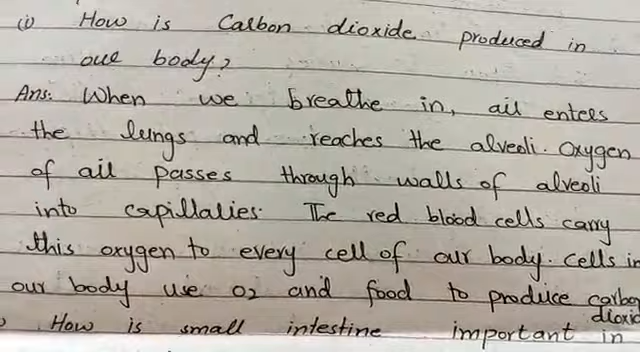 (i) How is Carbon dioxide produced in
our body?
Ans: When we breathe in, air enters
the lungs and reaches the alveoli. Oxygen
of air passes through walls of alveoli
into capillaries. The red blood cells carry
this oxygen to every cell of our body. Cells in
our body use O2 and food to produce carbon
dioxid
How is small intestine important in